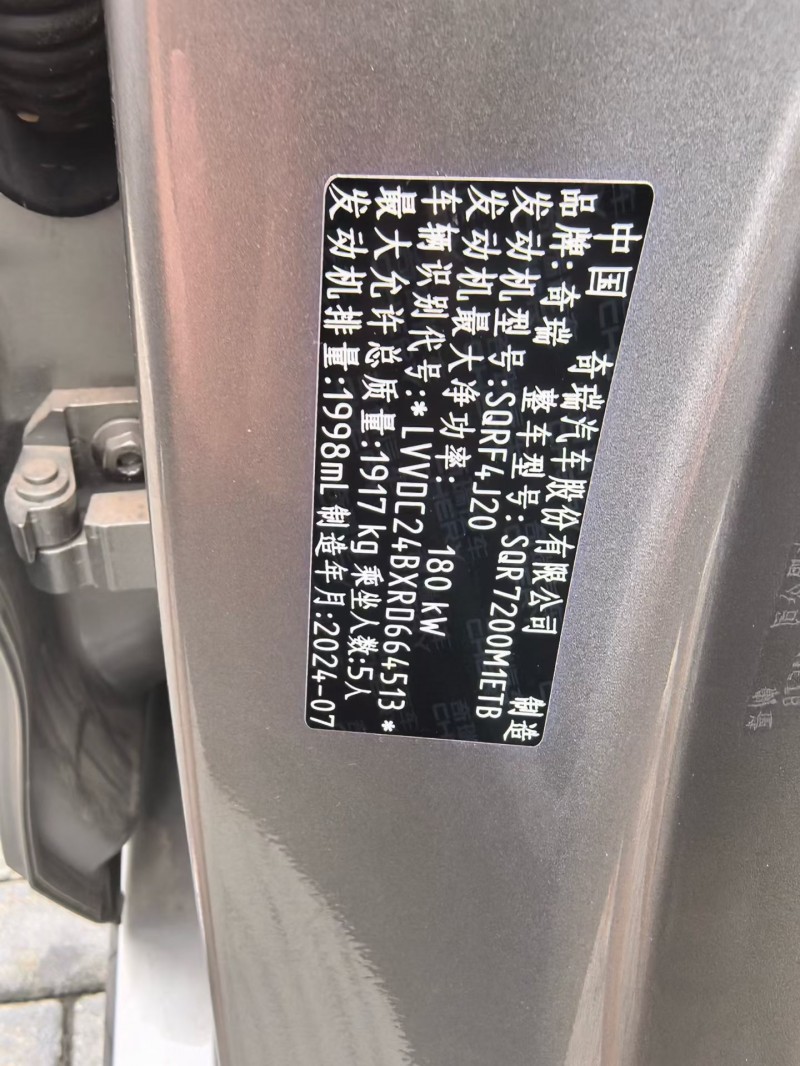 中国 奇瑞汽车股份有限公司 制造
品牌:奇瑞 整车型号:SQR7200M1ETB
发动机型号:SQRF4J20
发动机最大净功率: 180 kW
车辆识别代号:*LVVDC24BXRD664513*
最大允许总质量:1917 kg 乘坐人数:5人
发动机排量:1998mL 制造年月:2024-07